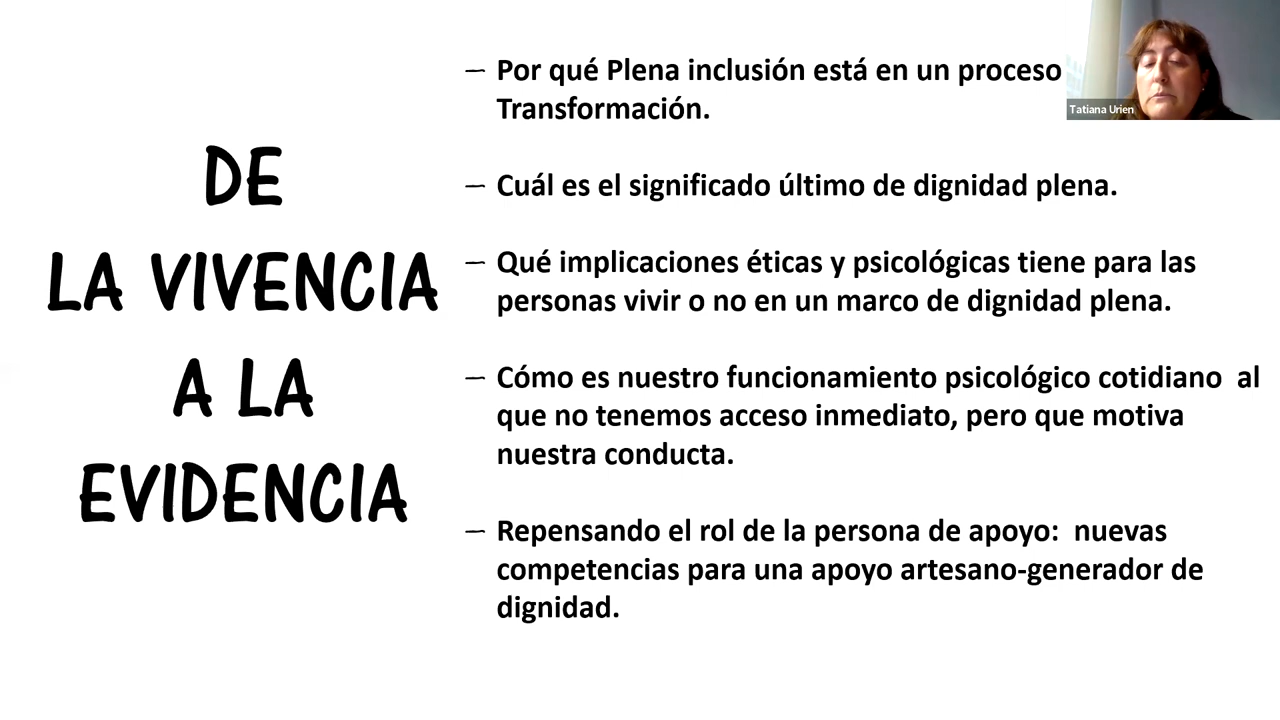 DE
LA VIVENCIA
A LA
EVIDENCIA
— Por qué Plena inclusión está en un proceso
Transformación.
— Cuál es el significado último de dignidad plena.
— Qué implicaciones éticas y psicológicas tiene para las
personas vivir o no en un marco de dignidad plena.
— Cómo es nuestro funcionamiento psicológico cotidiano al
que no tenemos acceso inmediato, pero que motiva
nuestra conducta.
— Repensando el rol de la persona de apoyo: nuevas
competencias para una apoyo artesano-generador de
dignidad.
Tatiana Urien